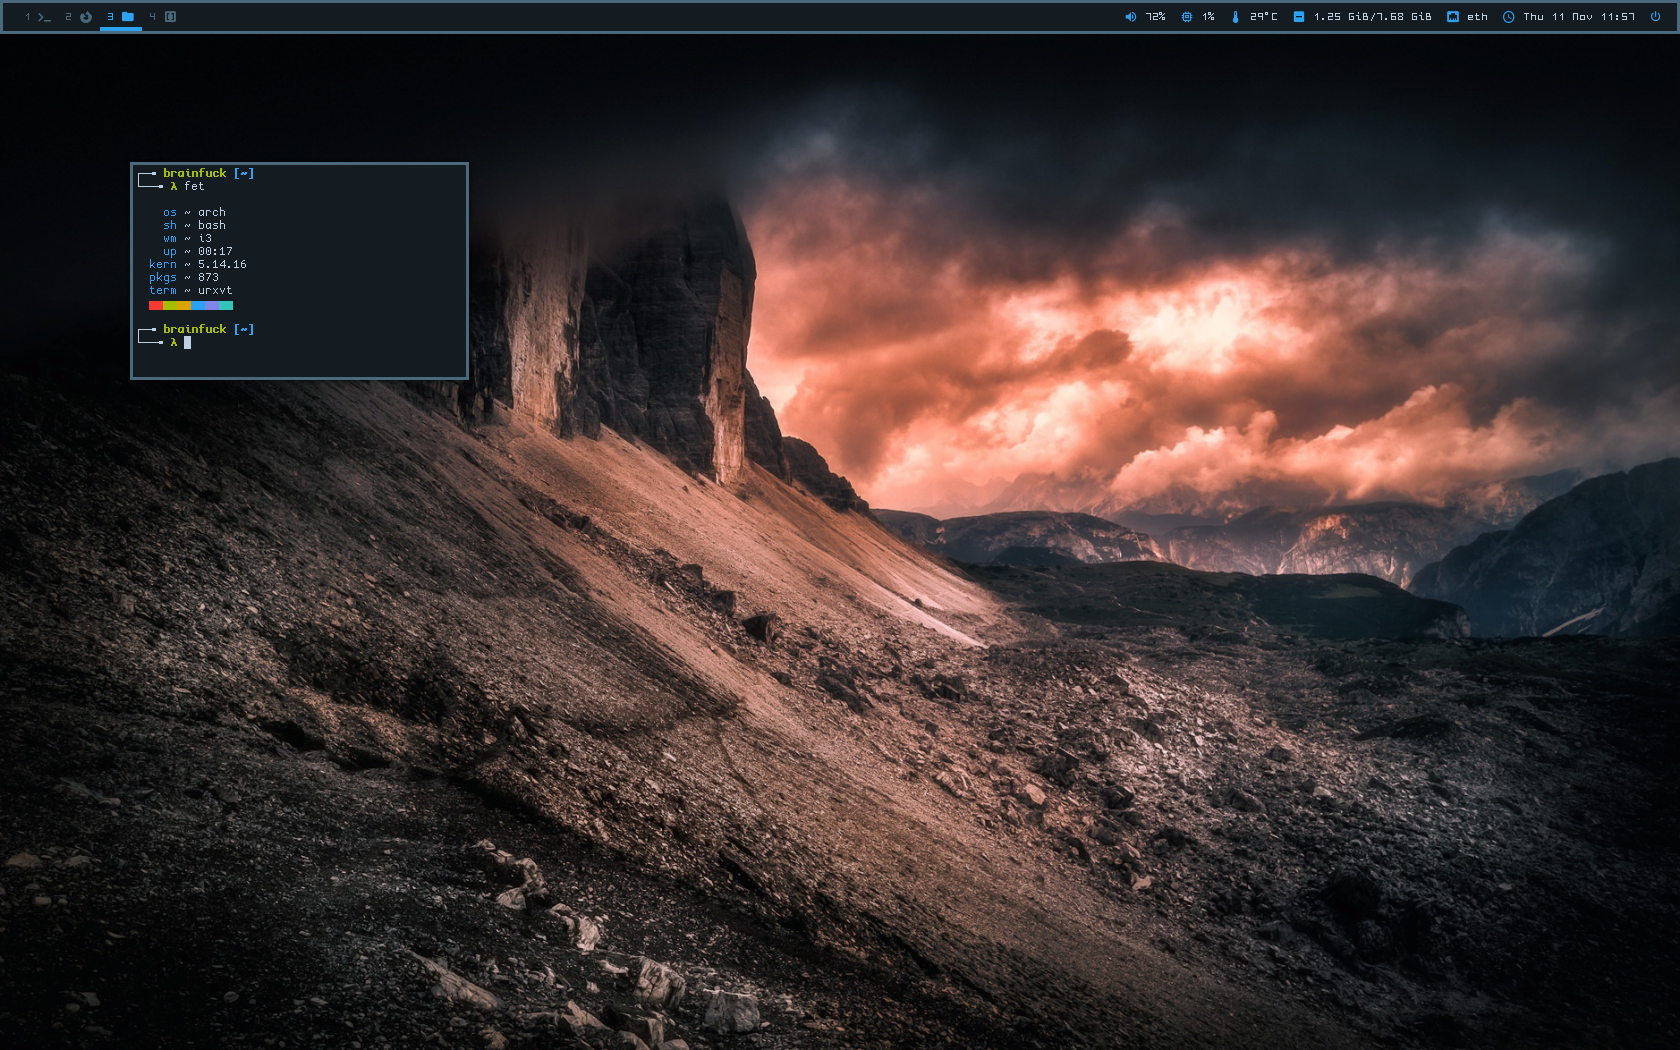 1 2 3 4 72% 1% 29°C 1.25 GiB/7.68 GiB eth Thu 11 Nov 11:57
brainfuck [~]
λ fet
os ~ arch
sh ~ bash
wm ~ i3
up ~ 00:17
kern ~ 5.14.16
pkgs ~ 873
term ~ urxvt
brainfuck [~]
λ